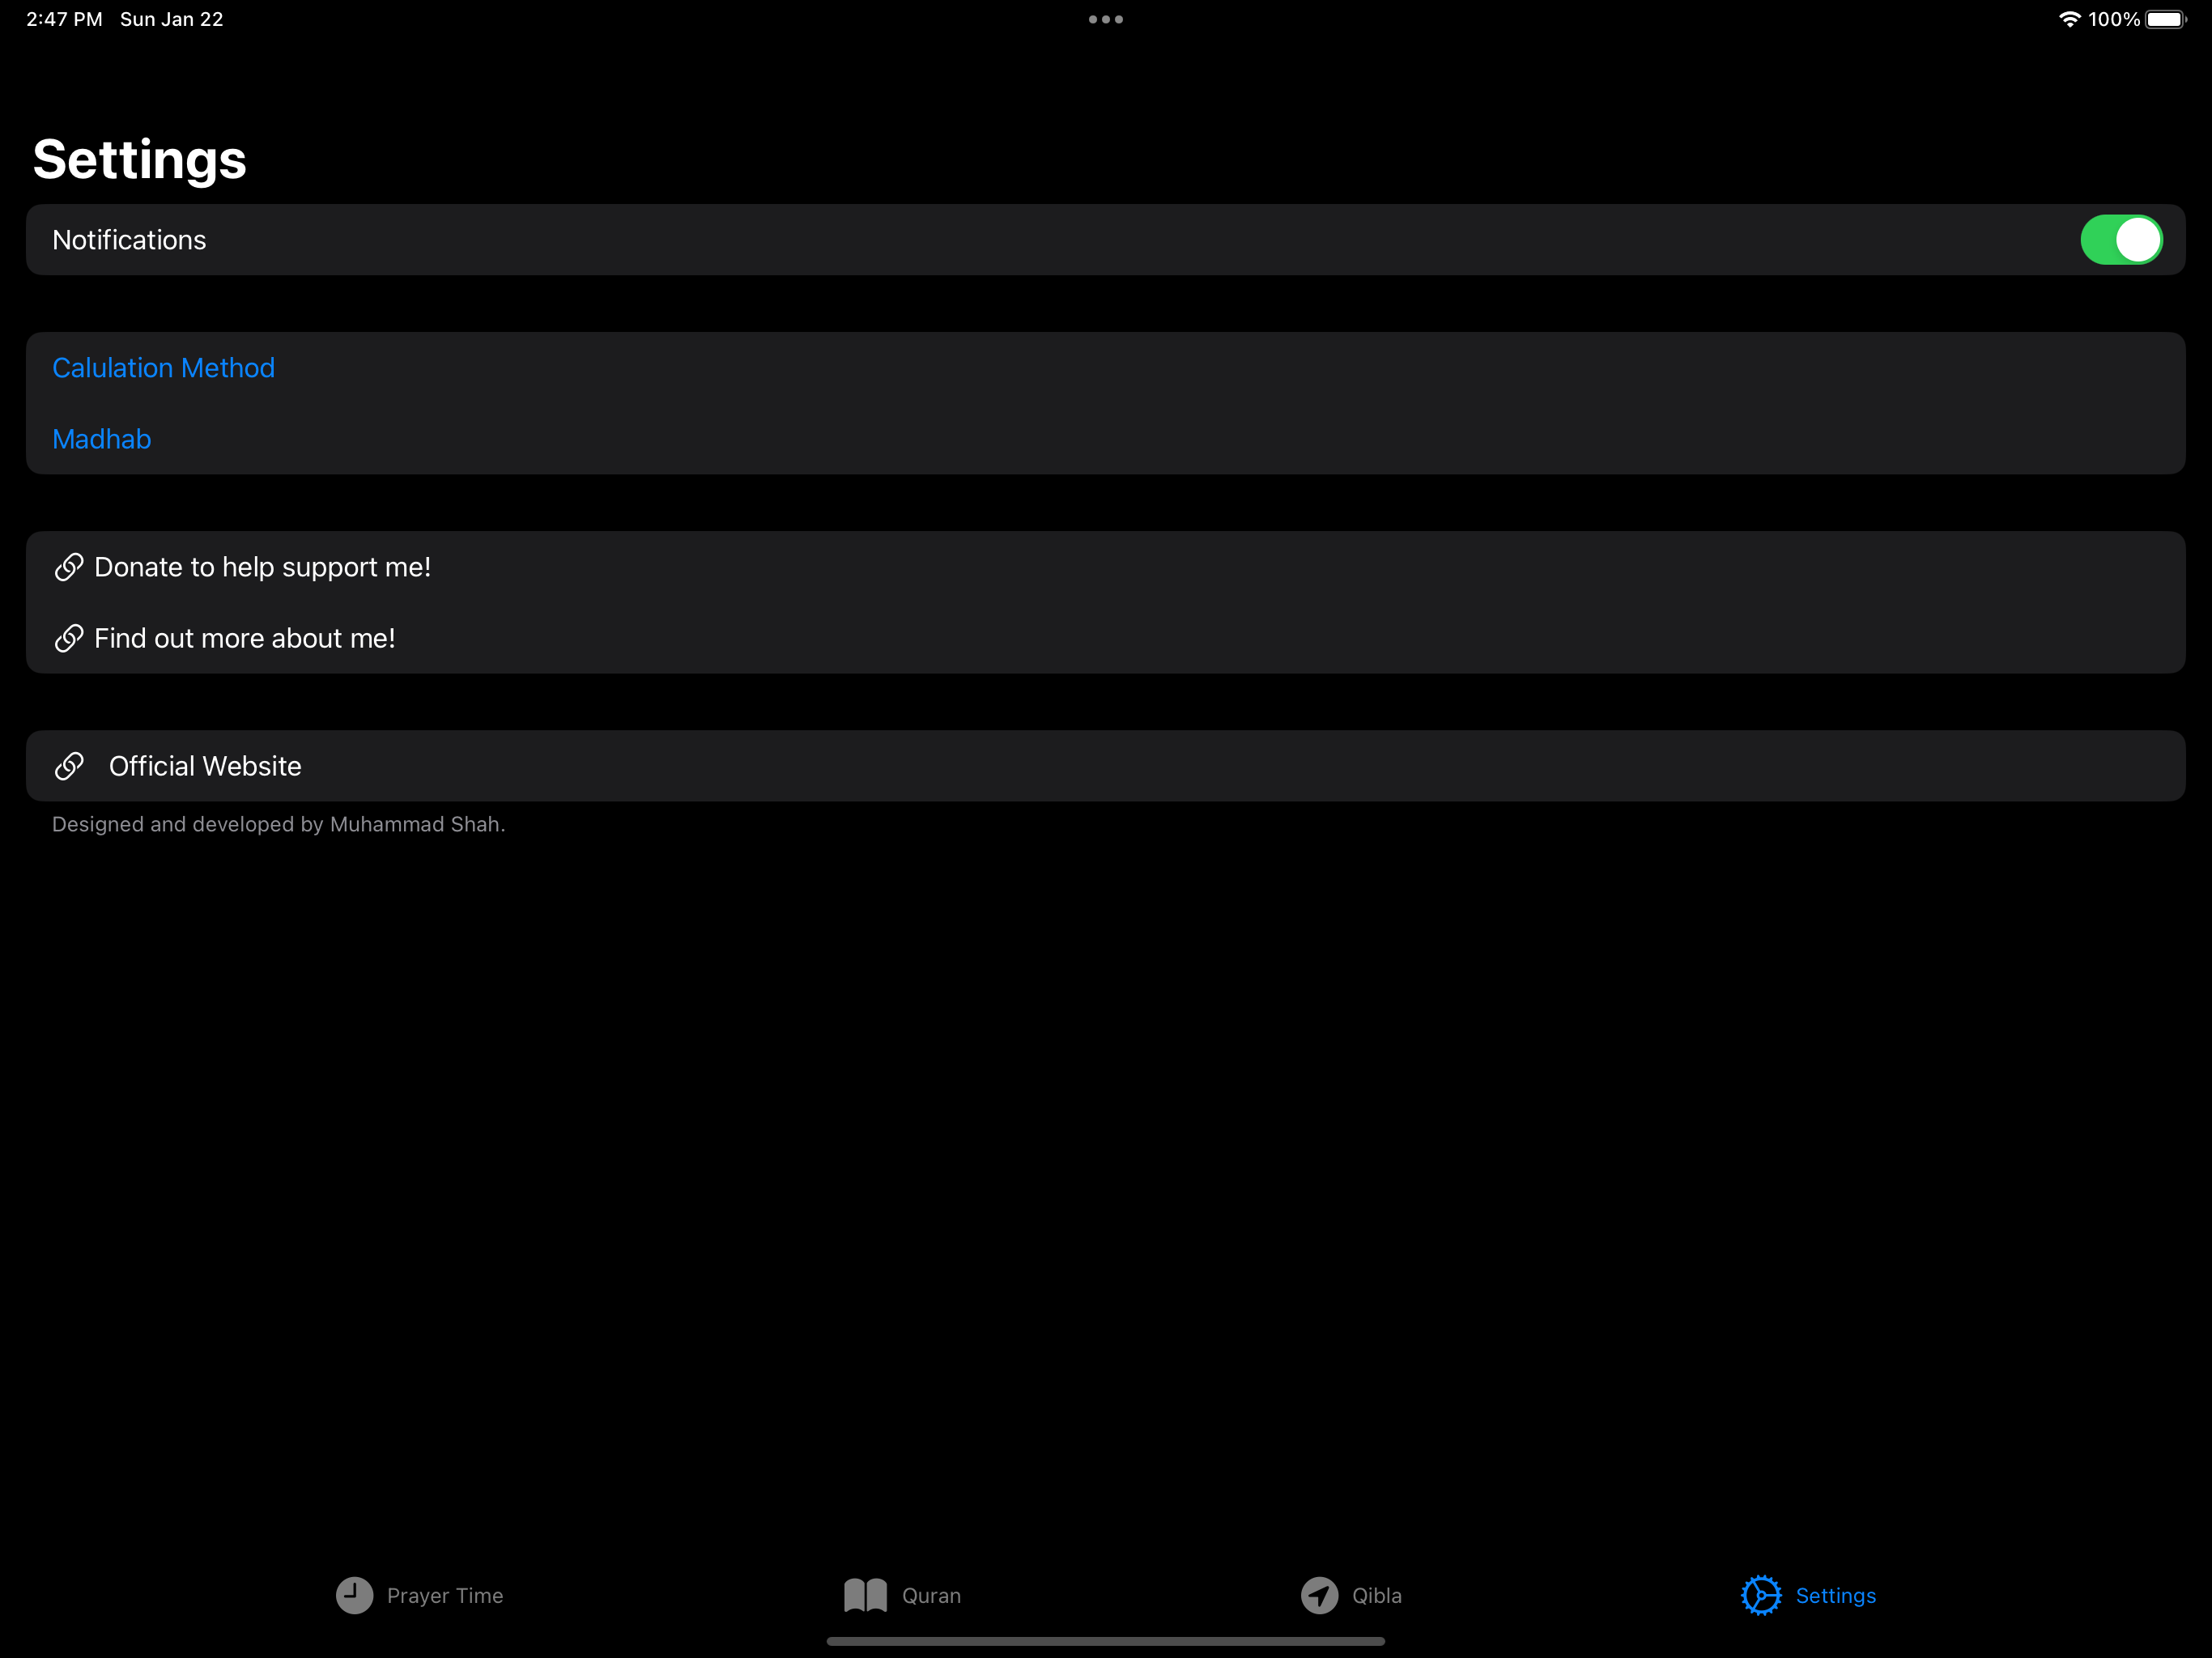 2:47 PM Sun Jan 22
100%
Settings
Notifications
Calulation Method
Madhab
Donate to help support me!
Find out more about me!
Official Website
Designed and developed by Muhammad Shah.
Prayer Time
Quran
Qibla
Settings